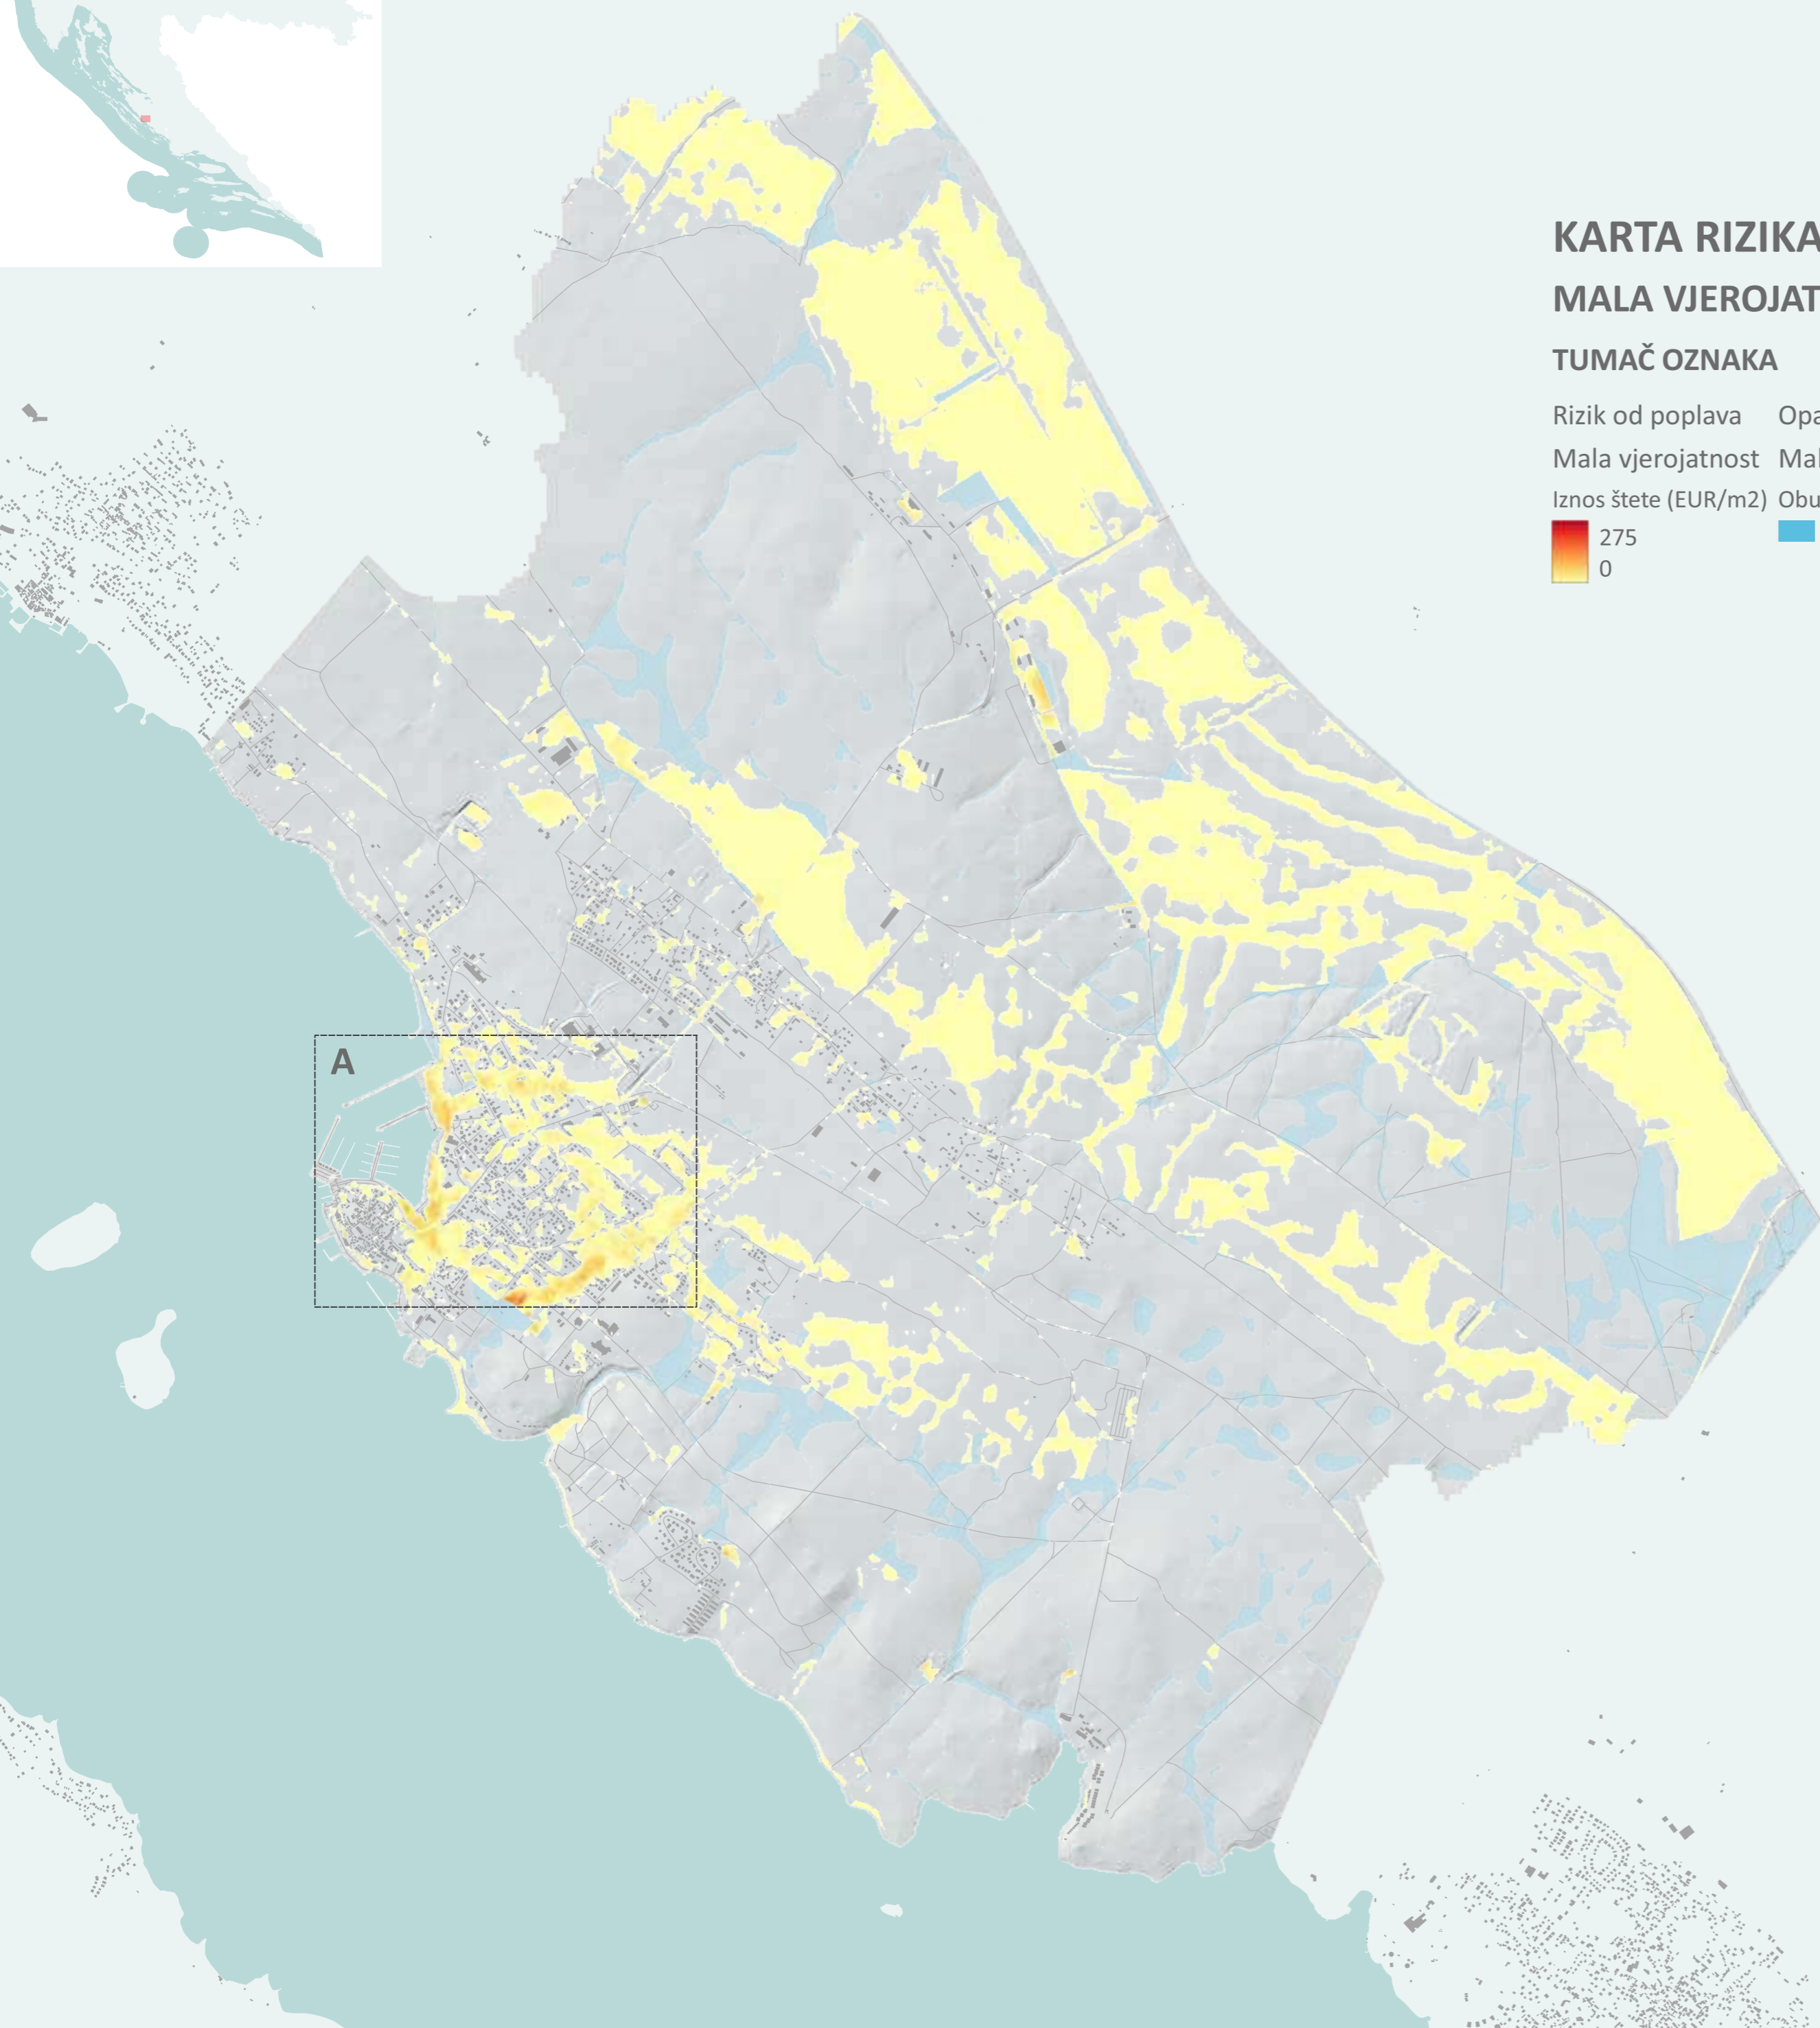 KARTA RIZIKA
MALA VJEROJAT
TUMAČ OZNAKA
Rizik od poplava Opa
Mala vjerojatnost Mal
Iznos štete (EUR/m2) Obu
275
0
A